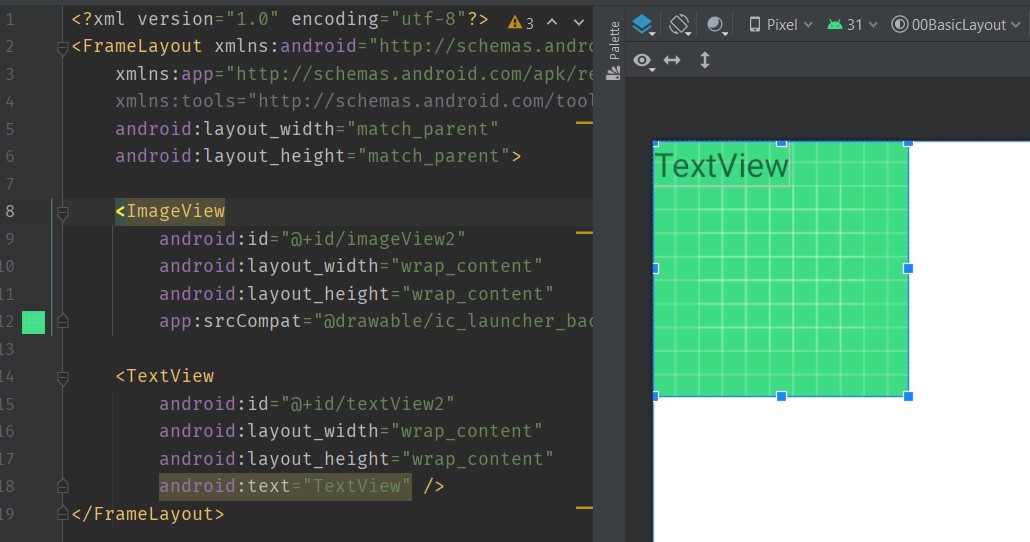 1 <?xml version="1.0" encoding="utf-8"?> 3
2 <FrameLayout xmlns:android="http://schemas.andro
3 xmlns:app="http://schemas.android.com/apk/re
4 xmlns:tools="http://schemas.android.com/tool
5 android:layout_width="match_parent"
6 android:layout_height="match_parent">
7
8 <ImageView
9 android:id="@+id/imageView2"
10 android:layout_width="wrap_content"
11 android:layout_height="wrap_content"
12 app:srcCompat="@drawable/ic_launcher_bac
13
14 <TextView
15 android:id="@+id/textView2"
16 android:layout_width="wrap_content"
17 android:layout_height="wrap_content"
18 android:text="TextView" />
19 </FrameLayout>
Palette
Pixel 31 00BasicLayout
TextView